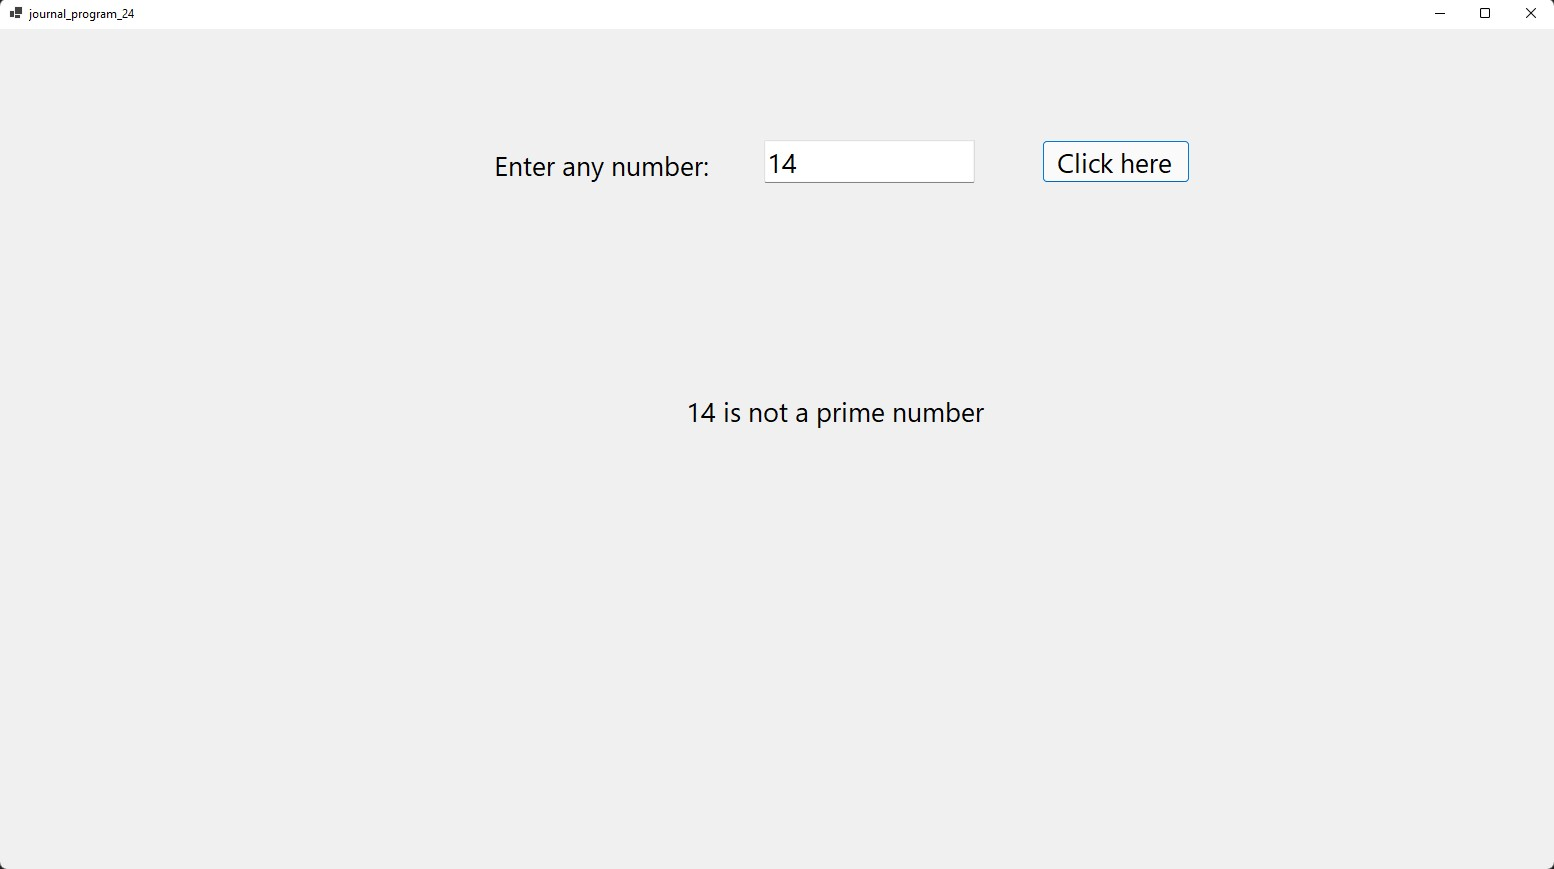 journal_program_24
Enter any number: 14 Click here
14 is not a prime number